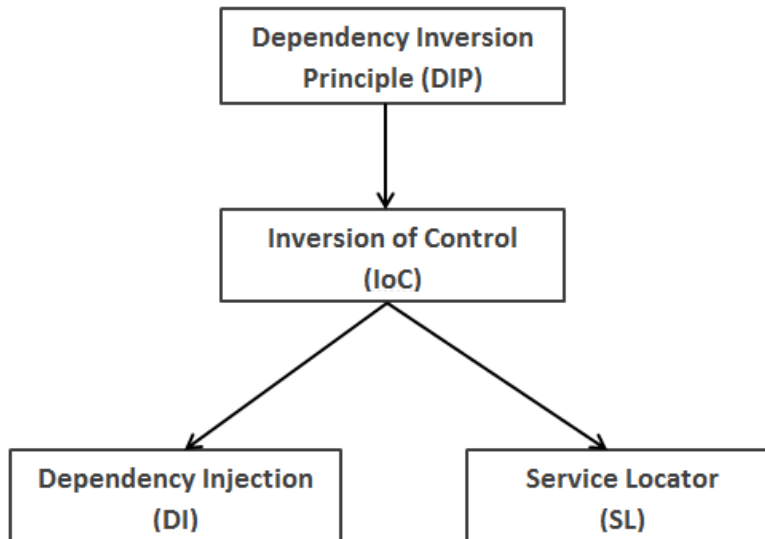 Dependency Inversion
Principle (DIP)
Inversion of Control
(IoC)
Dependency Injection
(DI)
Service Locator
(SL)